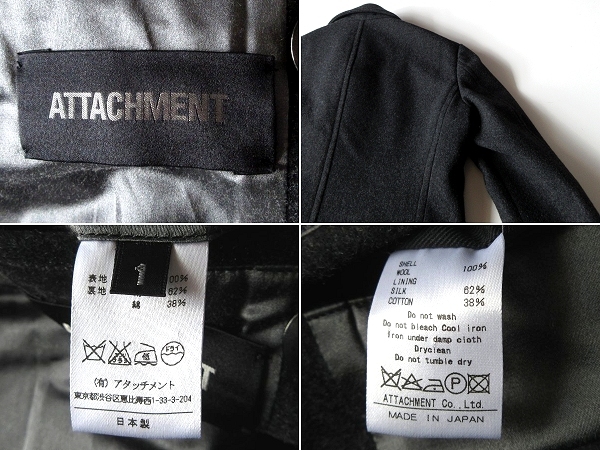 ATTACHMENT
1
表地 100%
裏地 62%
綿 38%
低
ドライ
(有) アタッチメント
東京都渋谷区恵比寿西1-33-3-204
日本製
SHELL
WOOL 100%
LINING
SILK 62%
COTTON 38%
Do not wash
Do not bleach Cool iron
Iron under damp cloth
Dryclean
Do not tumble dry
P
ATTACHMENT Co., Ltd.
MADE IN JAPAN